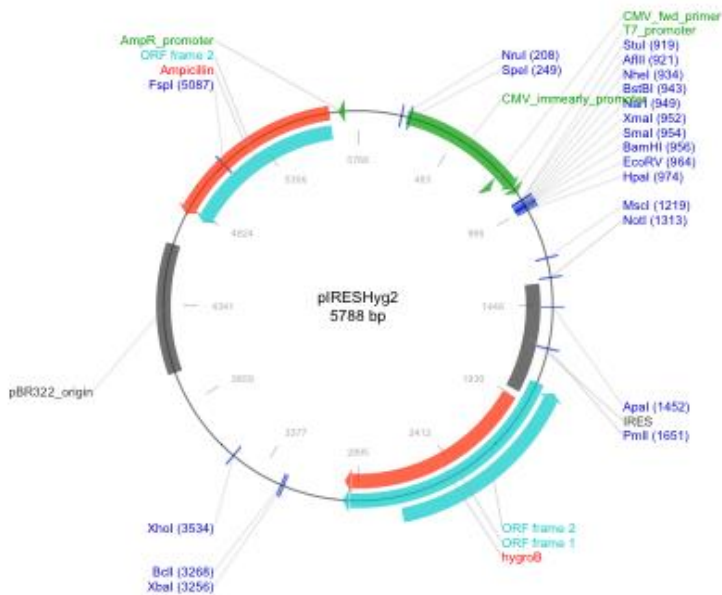 CMV_fwd_primer
T7_promoter
AmpR_promoter
ORF frame 2
Ampicillin
FspI (5087)
NruI (208)
SpeI (249)
CMV_immearly_promoter
StuI (919)
AflII (921)
NheI (934)
BstBI (943)
NarI (949)
XmaI (952)
SmaI (954)
BamHI (956)
EcoRV (964)
HpaI (974)
MscI (1219)
NotI (1313)
5788
483
965
1448
1930
2413
2895
3377
4341
4824
pIRESHyg2
5788 bp
pBR322_origin
ApaI (1452)
IRES
PmlI (1651)
XhoI (3534)
BclI (3268)
XbaI (3256)
ORF frame 2
ORF frame 1
hygroB